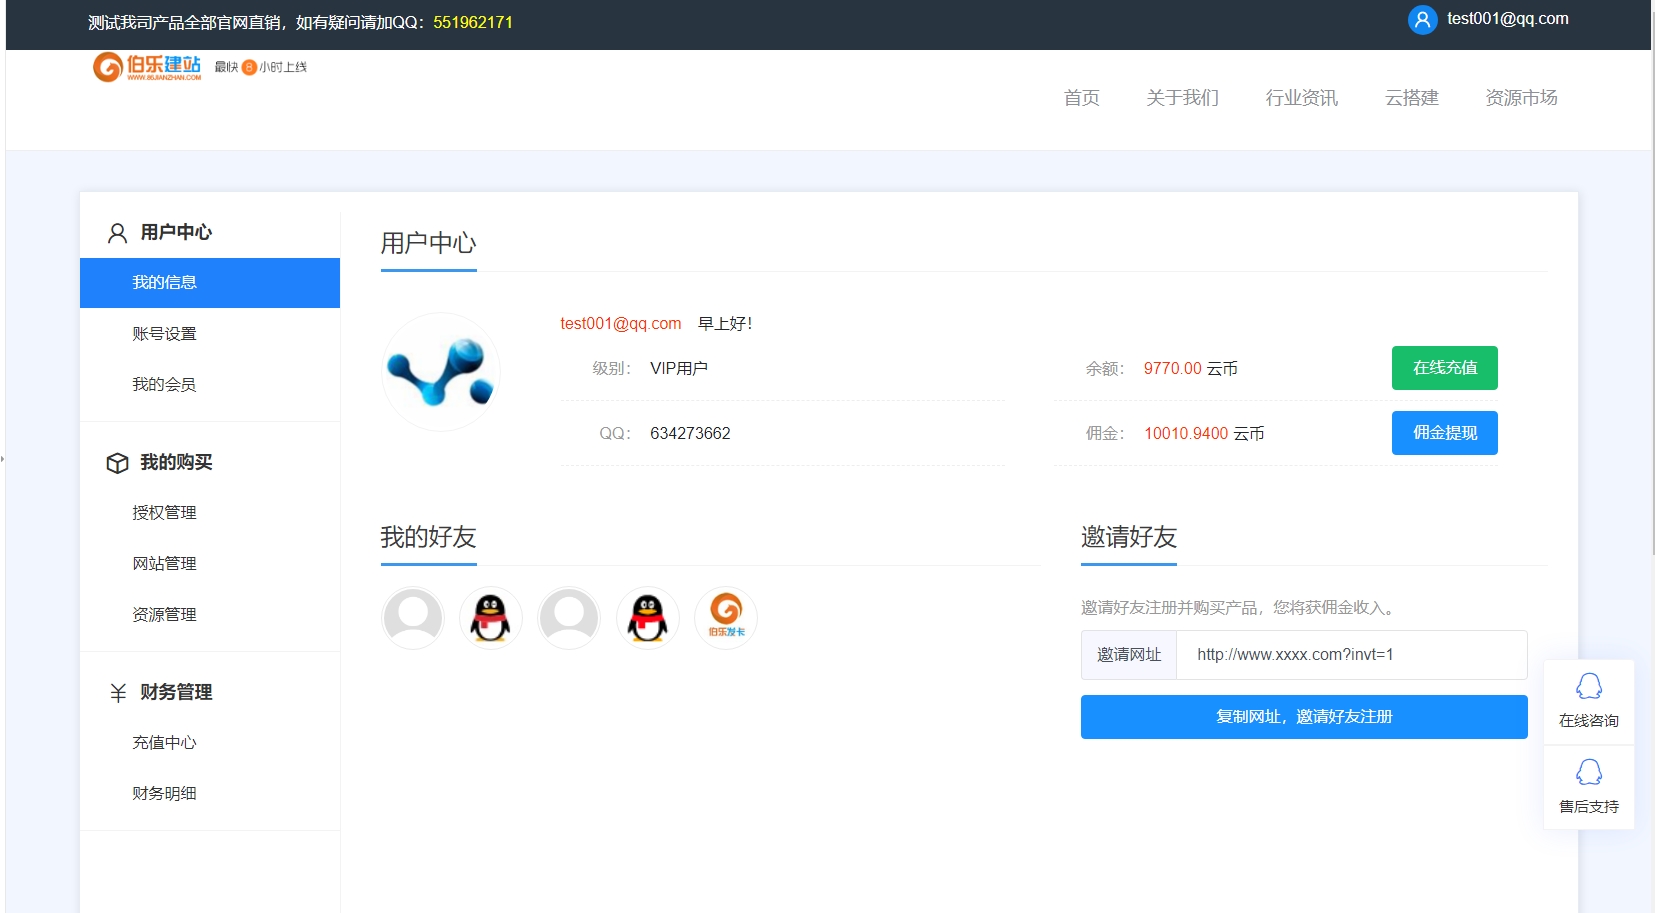 测试我司产品全部官网直销，如有疑问请加QQ：551962171
test001@qq.com
伯乐建站
WWW.86JIANZHAN.COM
最快8小时上线
首页 关于我们 行业资讯 云搭建 资源市场
用户中心
我的信息
账号设置
我的会员
我的购买
授权管理
网站管理
资源管理
财务管理
充值中心
财务明细
用户中心
test001@qq.com 早上好！
级别： VIP用户
余额： 9770.00 云币 在线充值
QQ： 634273662
佣金： 10010.9400 云币 佣金提现
我的好友
伯乐发卡
邀请好友
邀请好友注册并购买产品，您将获佣金收入。
邀请网址 http://www.xxxx.com?invt=1
复制网址，邀请好友注册
在线咨询
售后支持